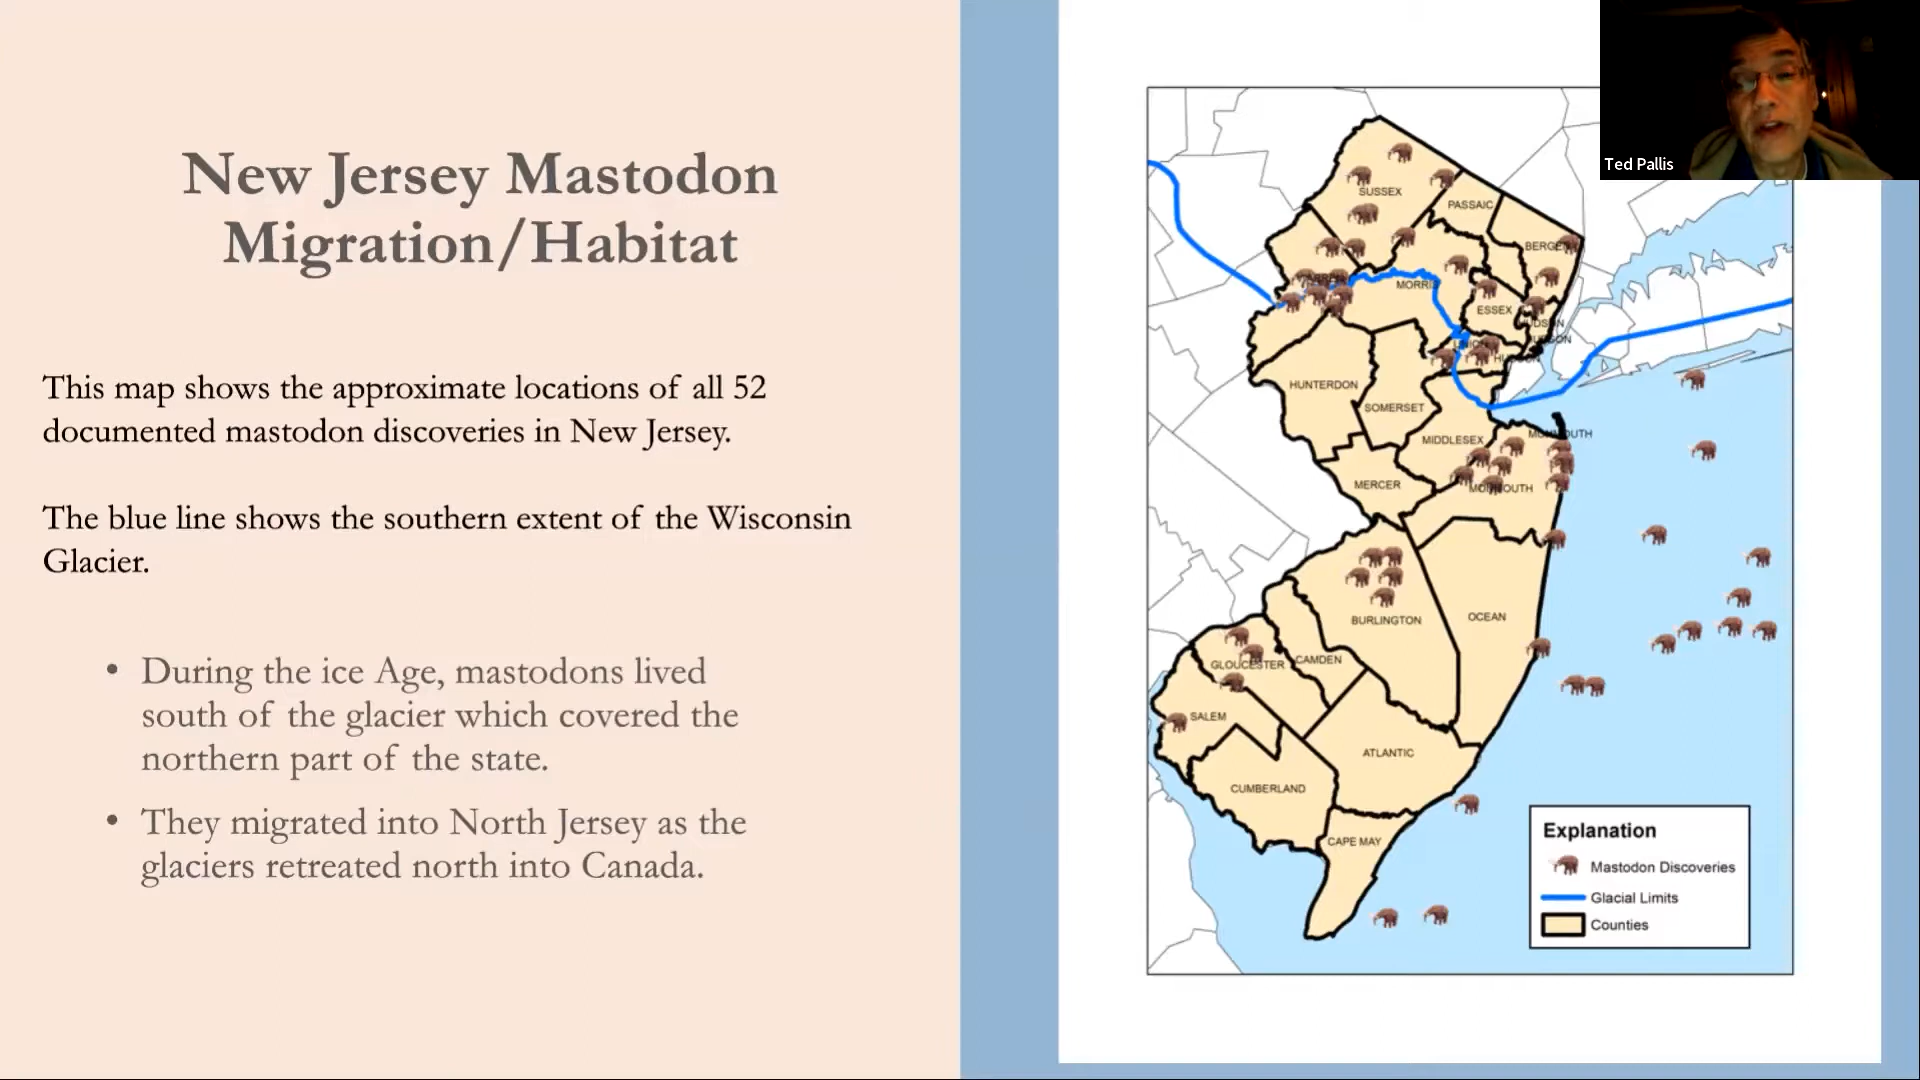 New Jersey Mastodon
Migration/Habitat
This map shows the approximate locations of all 52
documented mastodon discoveries in New Jersey.
The blue line shows the southern extent of the Wisconsin
Glacier.
• During the ice Age, mastodons lived
south of the glacier which covered the
northern part of the state.
• They migrated into North Jersey as the
glaciers retreated north into Canada.
Ted Pallis
SUSSEX
PASSAIC
BERGEN
MORRIS
ESSEX
HUDSON
HUNTERDON
SOMERSET
MIDDLESEX
MONMOUTH
MERCER
MONMOUTH
BURLINGTON
OCEAN
CAMDEN
GLOUCESTER
SALEM
ATLANTIC
CUMBERLAND
CAPE MAY
Explanation
Mastodon Discoveries
Glacial Limits
Counties